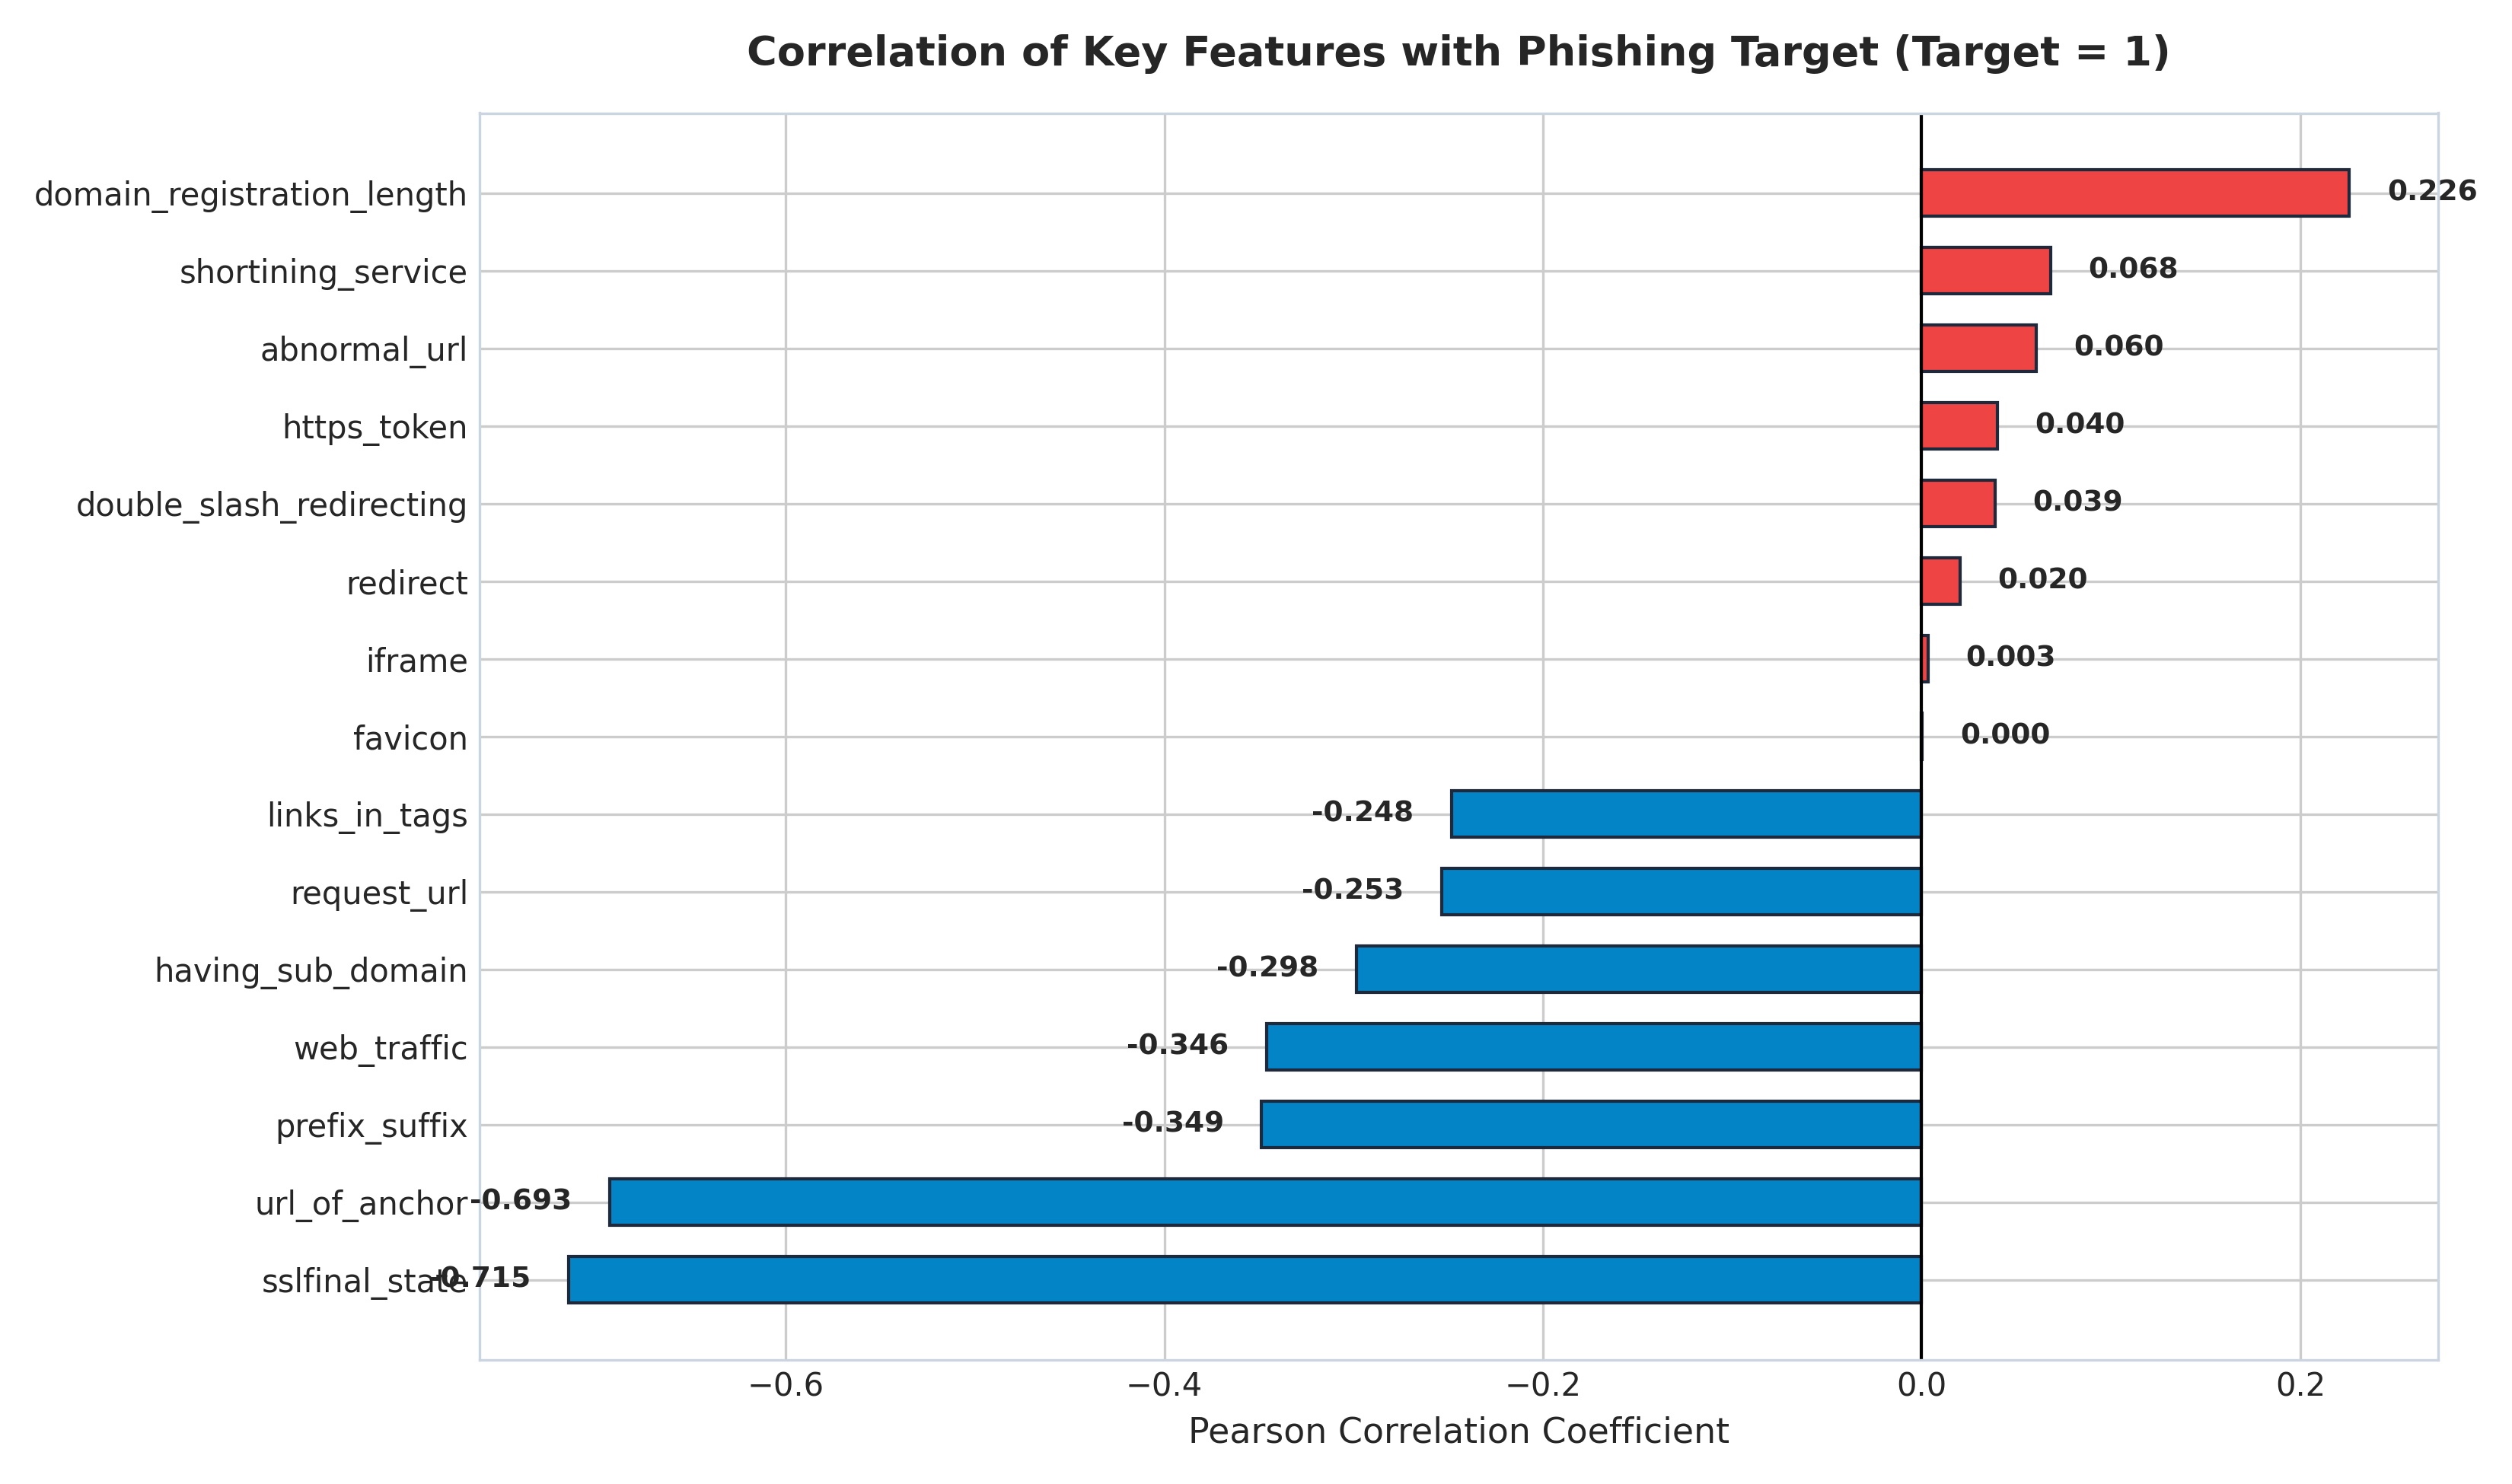 Correlation of Key Features with Phishing Target (Target = 1)
domain_registration_length 0.226
shortining_service 0.068
abnormal_url 0.060
https_token 0.040
double_slash_redirecting 0.039
redirect 0.020
iframe 0.003
favicon 0.000
links_in_tags -0.248
request_url -0.253
having_sub_domain -0.298
web_traffic -0.346
prefix_suffix -0.349
url_of_anchor -0.693
sslfinal_state -0.715
−0.6 −0.4 −0.2 0.0 0.2
Pearson Correlation Coefficient